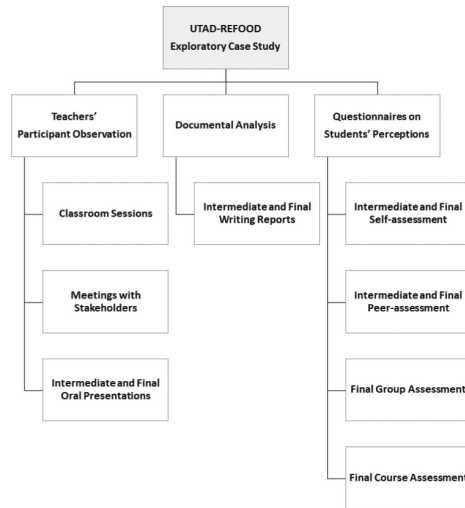 UTAD-REFOOD
Exploratory Case Study
Teachers'
Participant Observation
Documental Analysis
Questionnaires on
Students' Perceptions
Classroom Sessions
Intermediate and Final
Writing Reports
Intermediate and Final
Self-assessment
Meetings with
Stakeholders
Intermediate and Final
Peer-assessment
Intermediate and Final
Oral Presentations
Final Group Assessment
Final Course Assessment